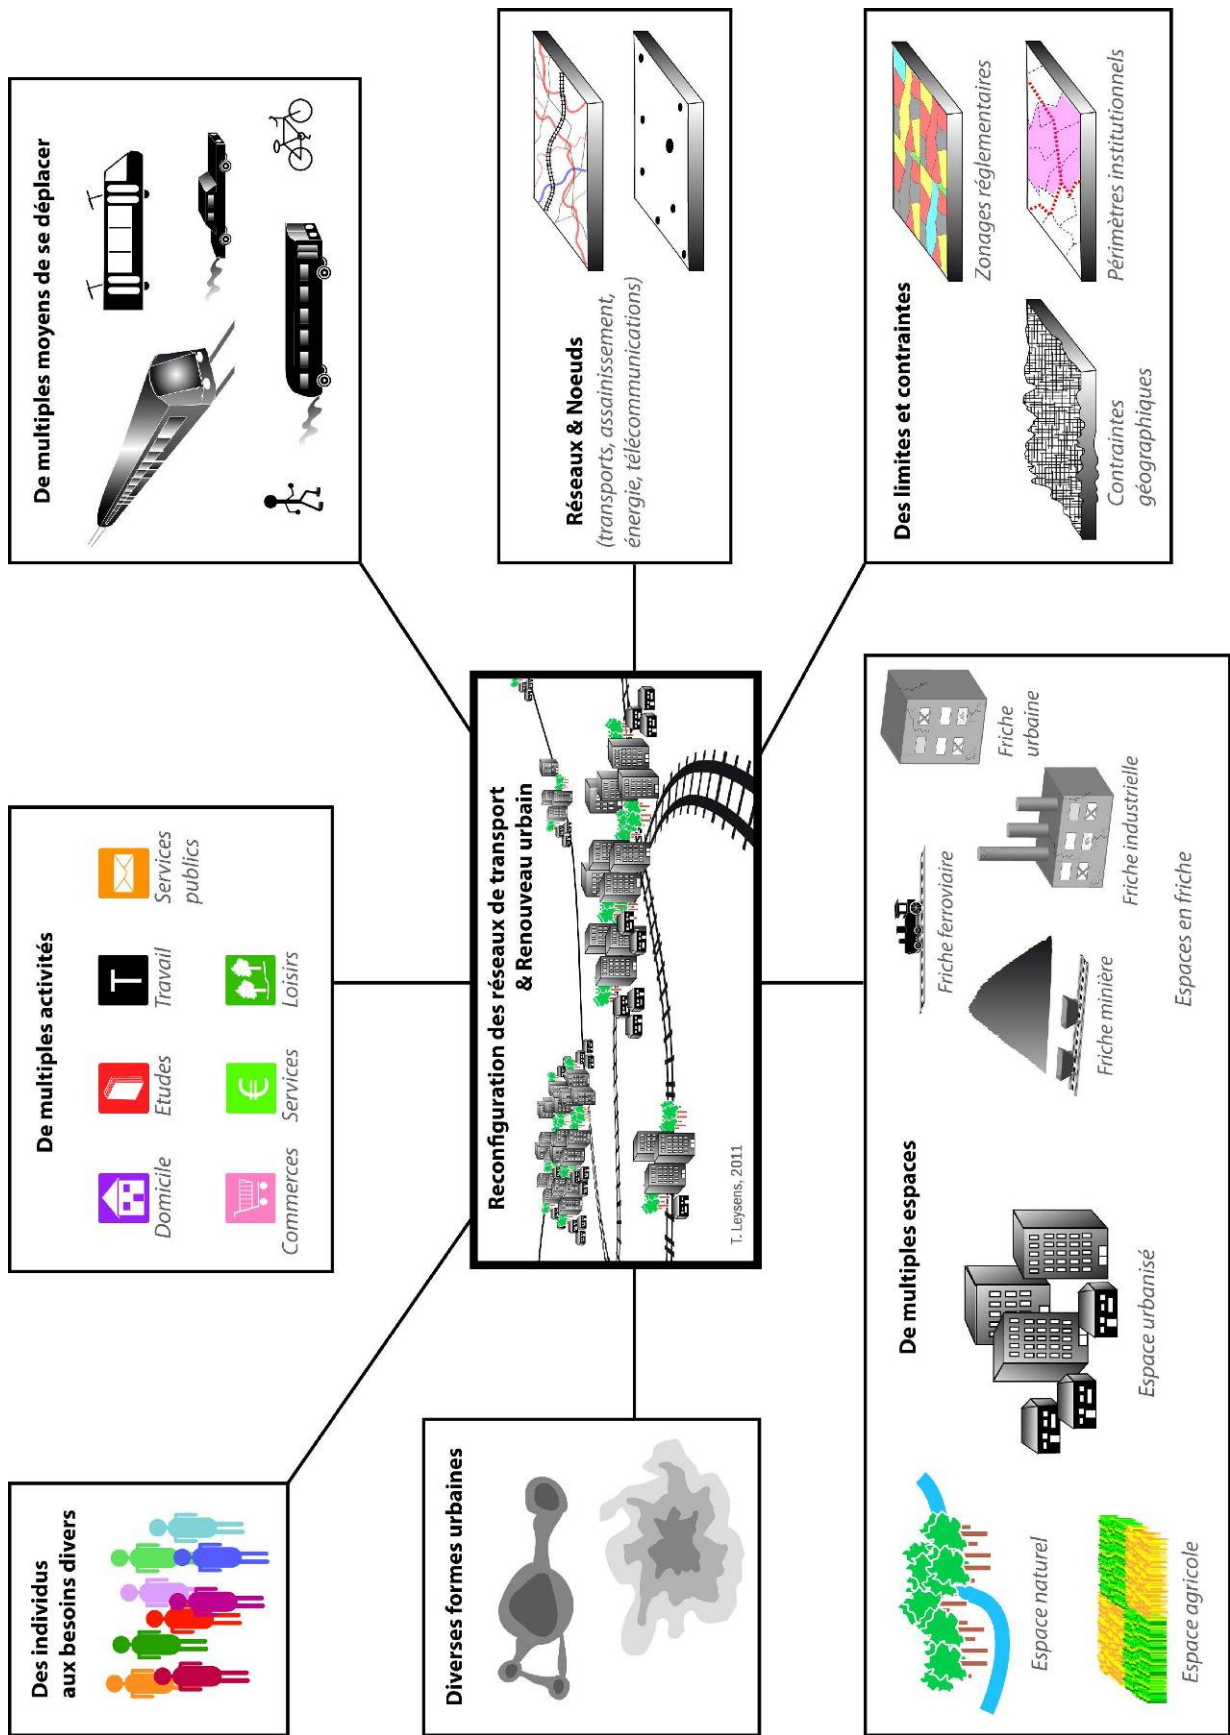 Des individus
aux besoins divers
De multiples activités
Domicile
Etudes
Travail
Services
publics
Commerces
Services
Loisirs
De multiples moyens de se déplacer
Diverses formes urbaines
Reconfiguration des réseaux de transport
& Renouveau urbain
T. Leysens, 2011
Réseaux & Noeuds
(transports, assainissement,
énergie, télécommunications)
De multiples espaces
Espace naturel
Espace agricole
Espace urbanisé
Friche minière
Friche ferroviaire
Friche industrielle
Friche
urbaine
Espaces en friche
Des limites et contraintes
Contraintes
géographiques
Zonages réglementaires
Périmètres institutionnels